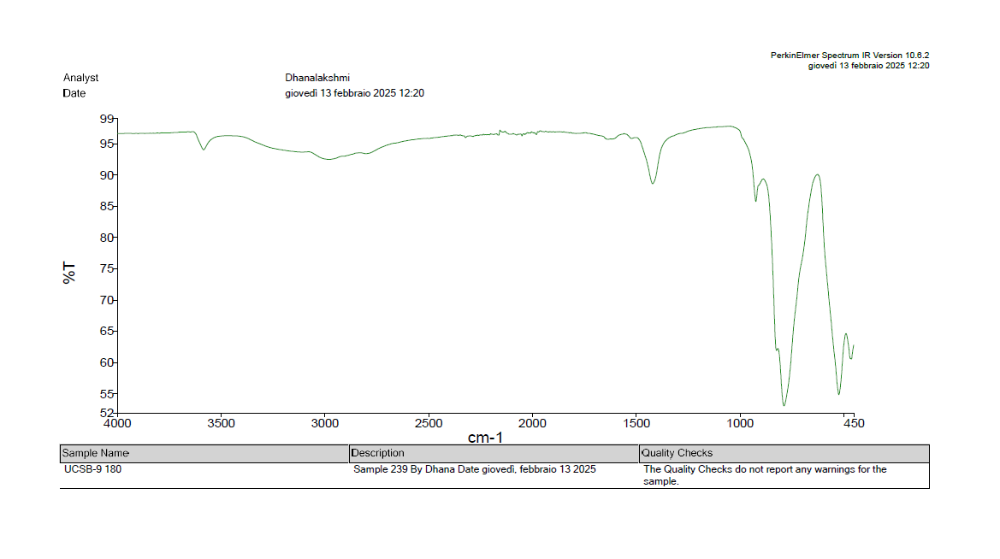 PerkinElmer Spectrum IR Version 10.6.2
giovedì 13 febbraio 2025 12:20
Analyst Dhanalakshmi
Date giovedì 13 febbraio 2025 12:20
99
95
90
85
80
75
70
65
60
55
52
%T
4000 3500 3000 2500 2000 1500 1000 450
cm-1
Sample Name Description Quality Checks
UCSB-9 180 Sample 239 By Dhana Date giovedì, febbraio 13 2025 The Quality Checks do not report any warnings for the
sample.